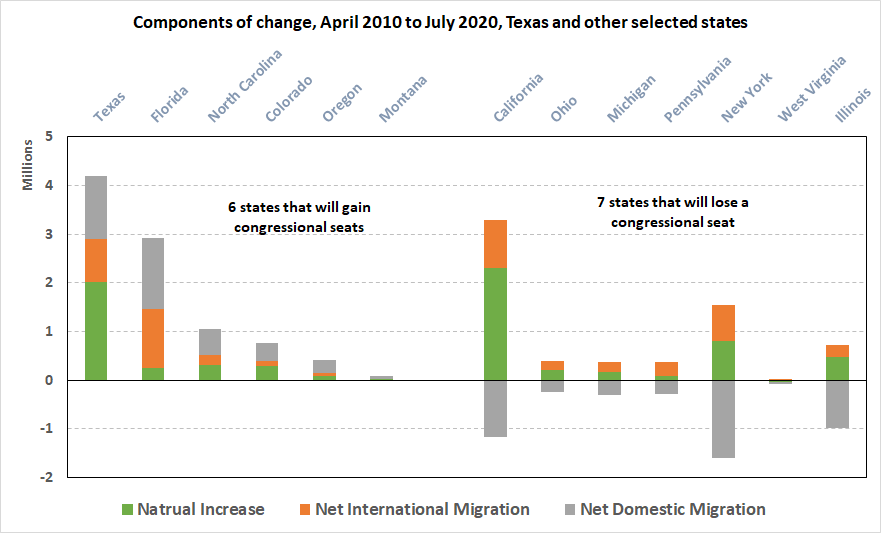 Components of change, April 2010 to July 2020, Texas and other selected states
Texas
Florida
North Carolina
Colorado
Oregon
Montana
California
Ohio
Michigan
Pennsylvania
New York
West Virginia
Illinois
Millions
5
4
3
2
1
0
-1
-2
6 states that will gain
congressional seats
7 states that will lose a
congressional seat
Natrual Increase
Net International Migration
Net Domestic Migration